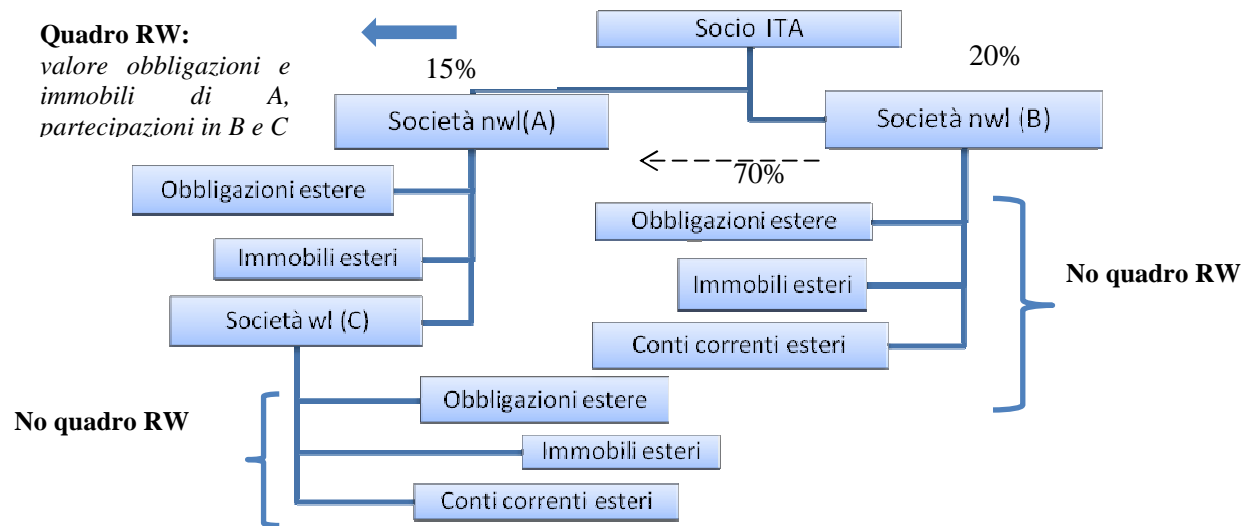 Socio ITA
Quadro RW:
valore obbligazioni e
immobili di A,
partecipazioni in B e C
15%
20%
Società nwl(A)
Società nwl (B)
70%
Obbligazioni estere
Immobili esteri
Società wl (C)
Obbligazioni estere
Immobili esteri
Conti correnti esteri
No quadro RW
Obbligazioni estere
Immobili esteri
Conti correnti esteri
No quadro RW